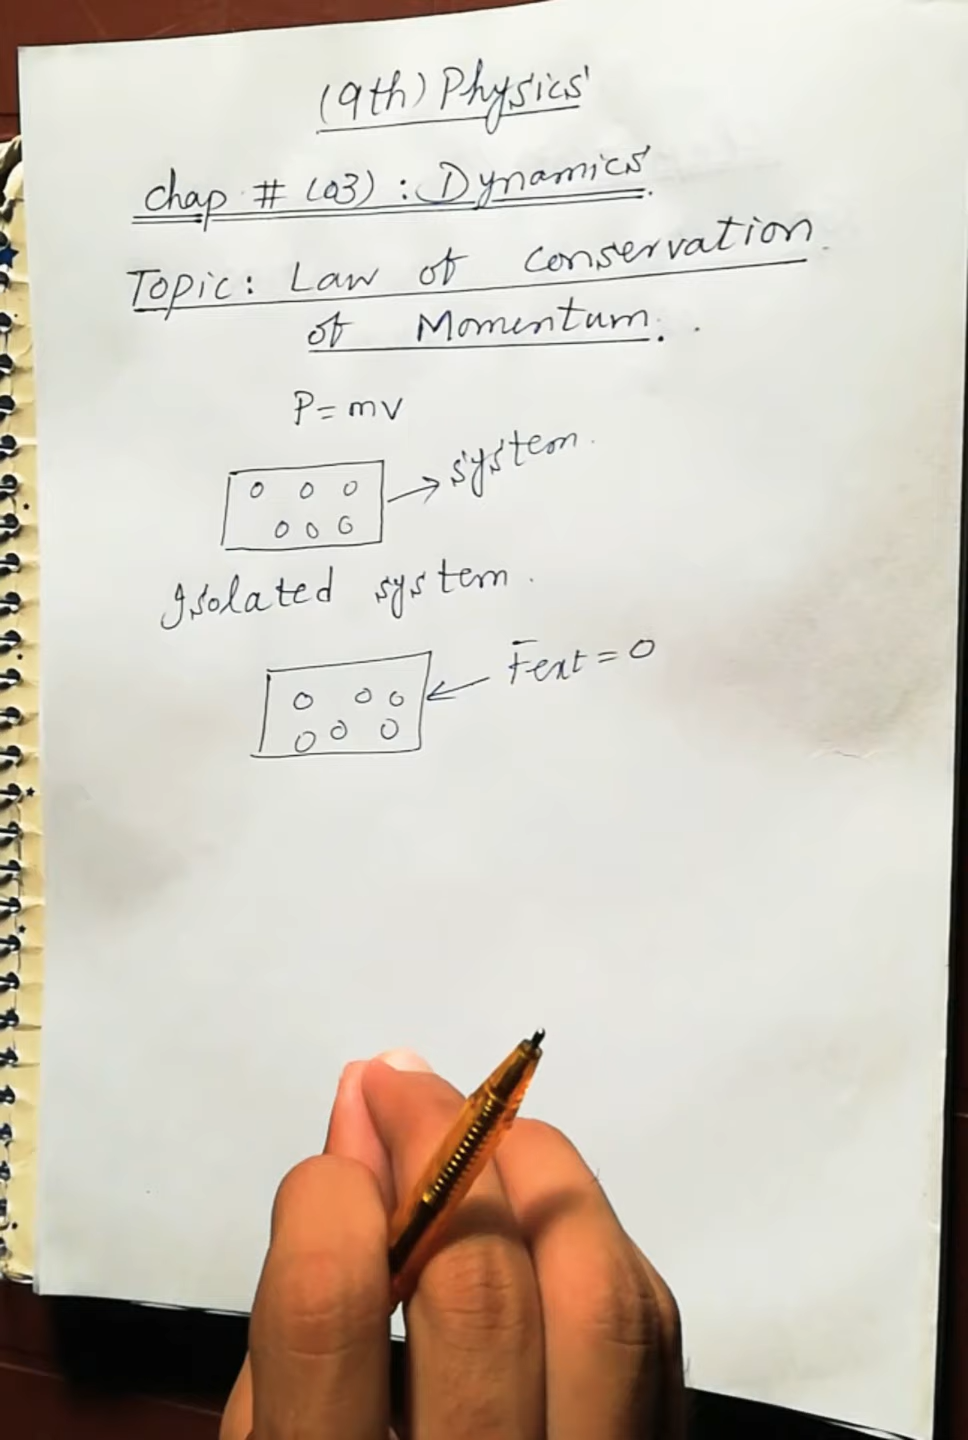 (9th) Physics
Chap # (03) : Dynamics.
Topic: Law of Conservation
of Momentum.
P = mv
system.
Isolated system.
Fext = 0